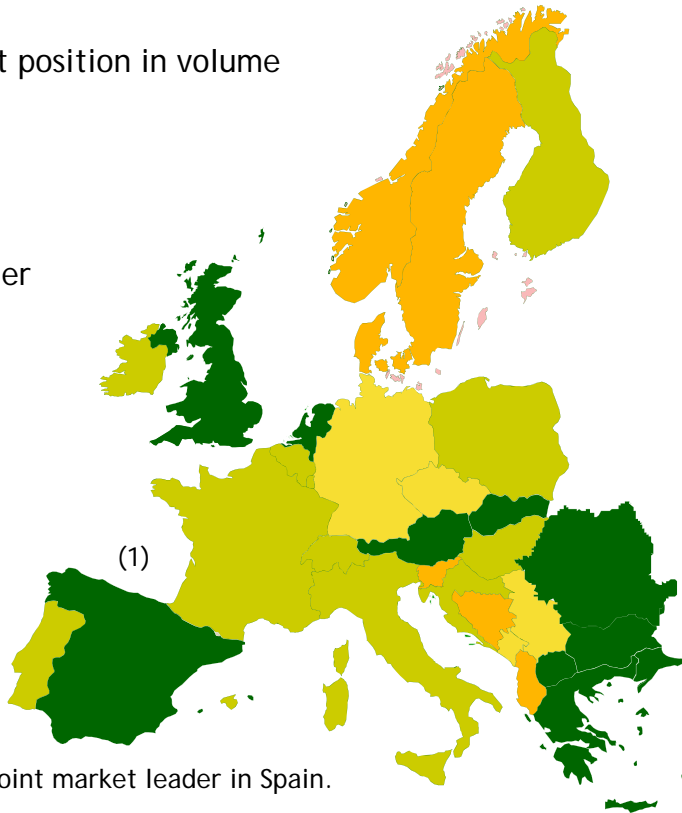 t position in volume
er
(1)
oint market leader in Spain.